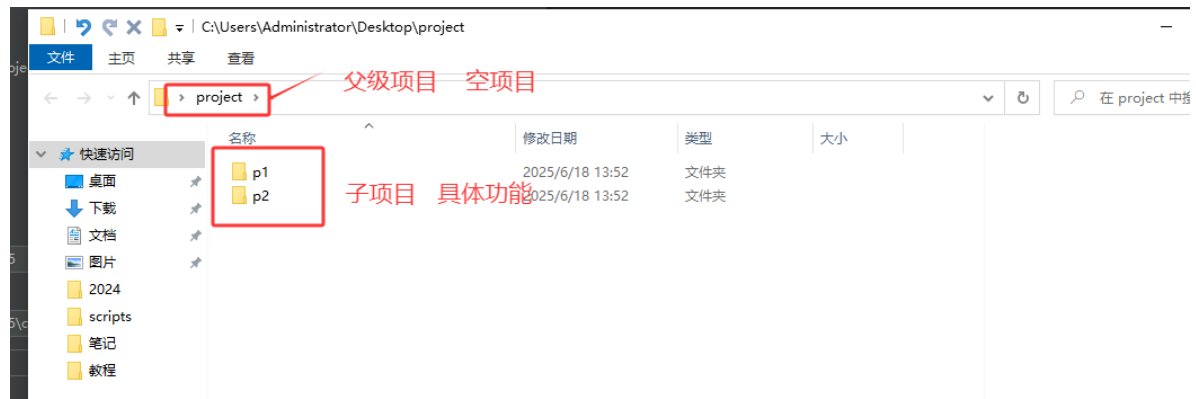 C:\Users\Administrator\Desktop\project
文件 主页 共享 查看
oje
project
父级项目 空项目
在 project 中搜
名称 修改日期 类型 大小
快速访问
p1 2025/6/18 13:52 文件夹
桌面
p2 2025/6/18 13:52 文件夹
子项目 具体功能
下载
文档
图片
2024
scripts
笔记
教程